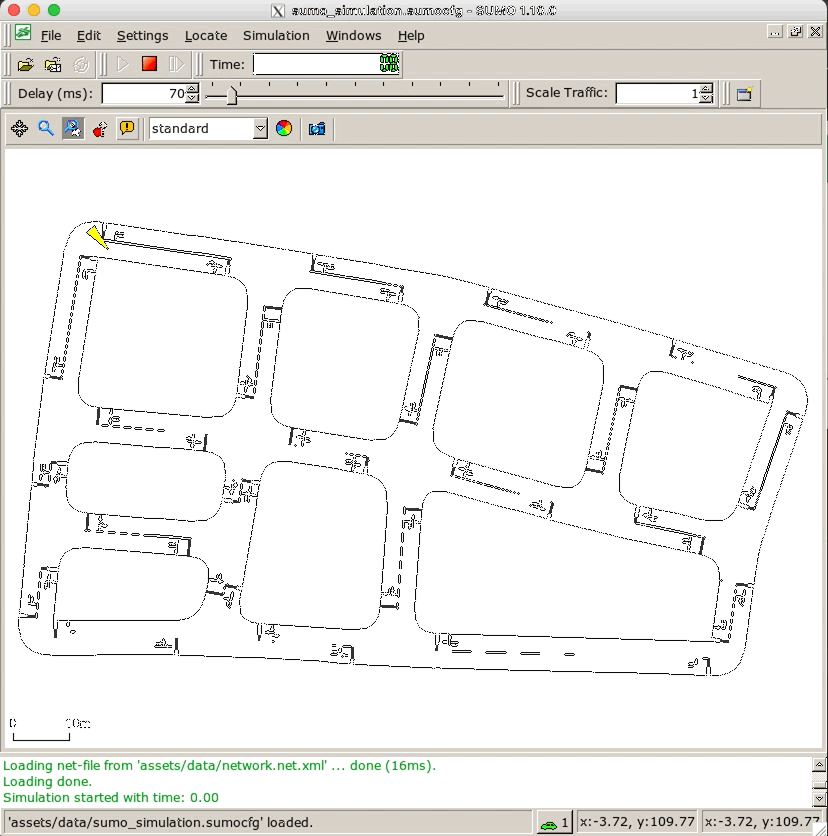 sumo_simulation.sumocfg - SUMO 1.10.0
File Edit Settings Locate Simulation Windows Help
Time:
Delay (ms): 70 Scale Traffic: 1
standard
0 10m
Loading net-file from 'assets/data/network.net.xml' ... done (16ms).
Loading done.
Simulation started with time: 0.00
'assets/data/sumo_simulation.sumocfg' loaded. 1 x:-3.72, y:109.77 x:-3.72, y:109.77